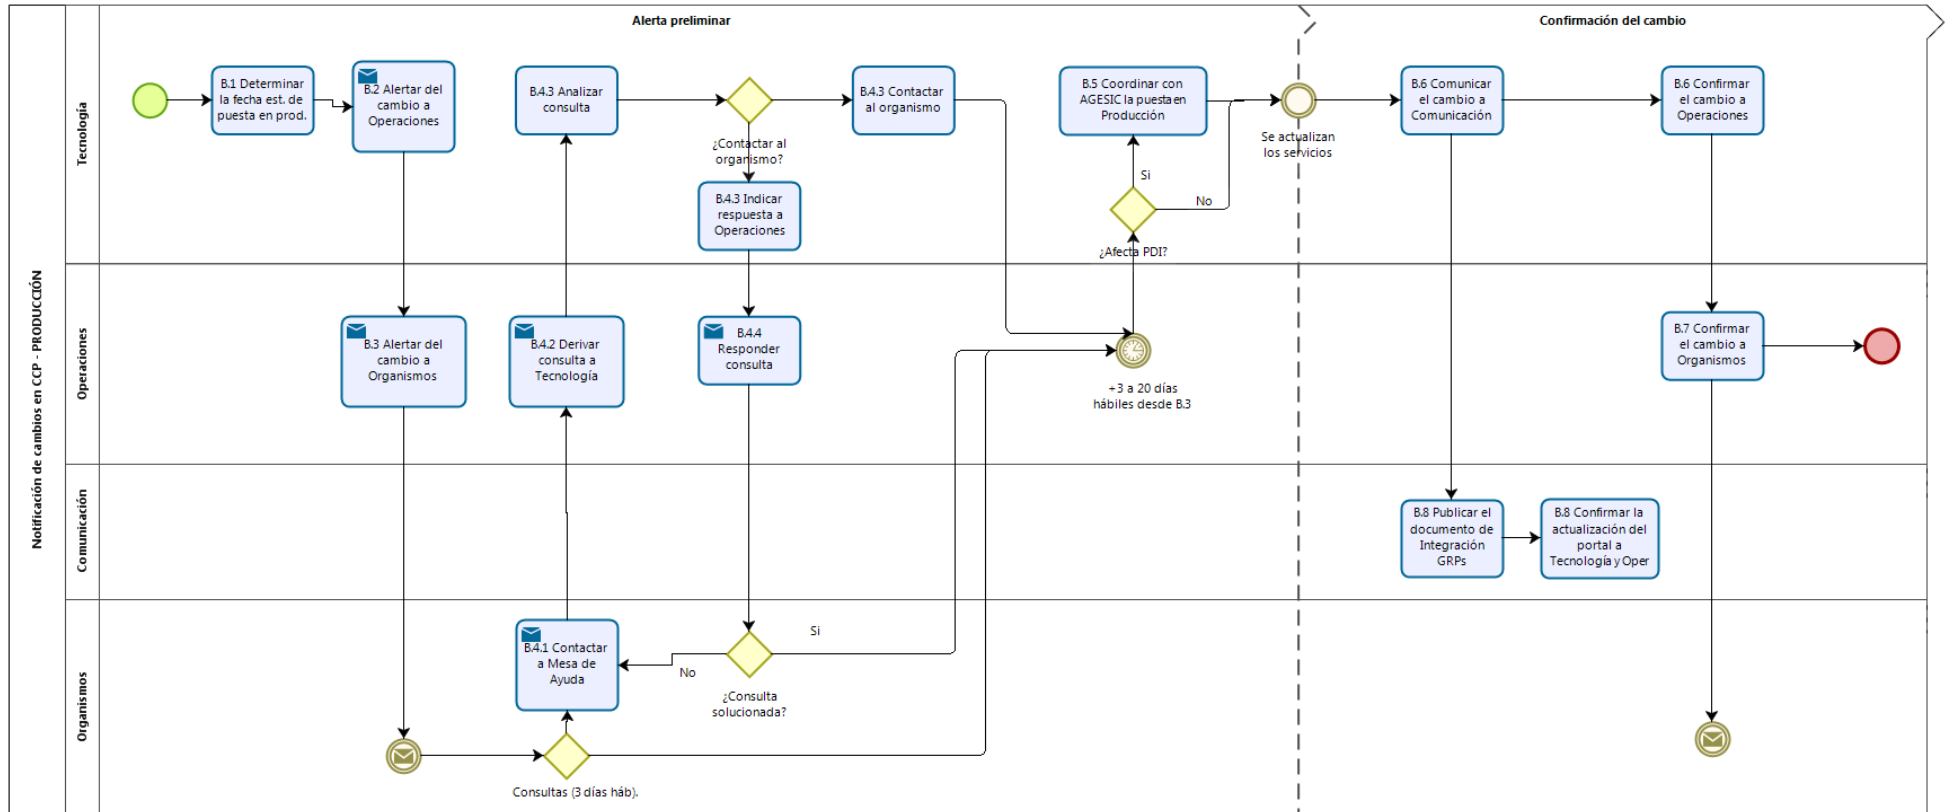 Alerta preliminar
Confirmación del cambio
Notificación de cambios en CCP - PRODUCCIÓN
Tecnología
B.1 Determinar
la fecha est. de
puesta en prod.
B.2 Alertar del
cambio a
Operaciones
B.4.3 Analizar
consulta
¿Contactar al
organismo?
B.4.3 Contactar
al organismo
B.4.3 Indicar
respuesta a
Operaciones
B.5 Coordinar con
AGESIC la puesta en
Producción
Si
No
¿Afecta PDI?
Se actualizan
los servicios
B.6 Comunicar
el cambio a
Comunicación
B.6 Confirmar
el cambio a
Operaciones
Operaciones
B.3 Alertar del
cambio a
Organismos
B.4.2 Derivar
consulta a
Tecnología
B.4.4
Responder
consulta
+3 a 20 días
hábiles desde B.3
B.7 Confirmar
el cambio a
Organismos
Comunicación
B.8 Publicar el
documento de
Integración
GRPs
B.8 Confirmar la
actualización del
portal a
Tecnología y Oper
Organismos
B.4.1 Contactar
a Mesa de
Ayuda
No
Si
¿Consulta
solucionada?
Consultas (3 días háb).